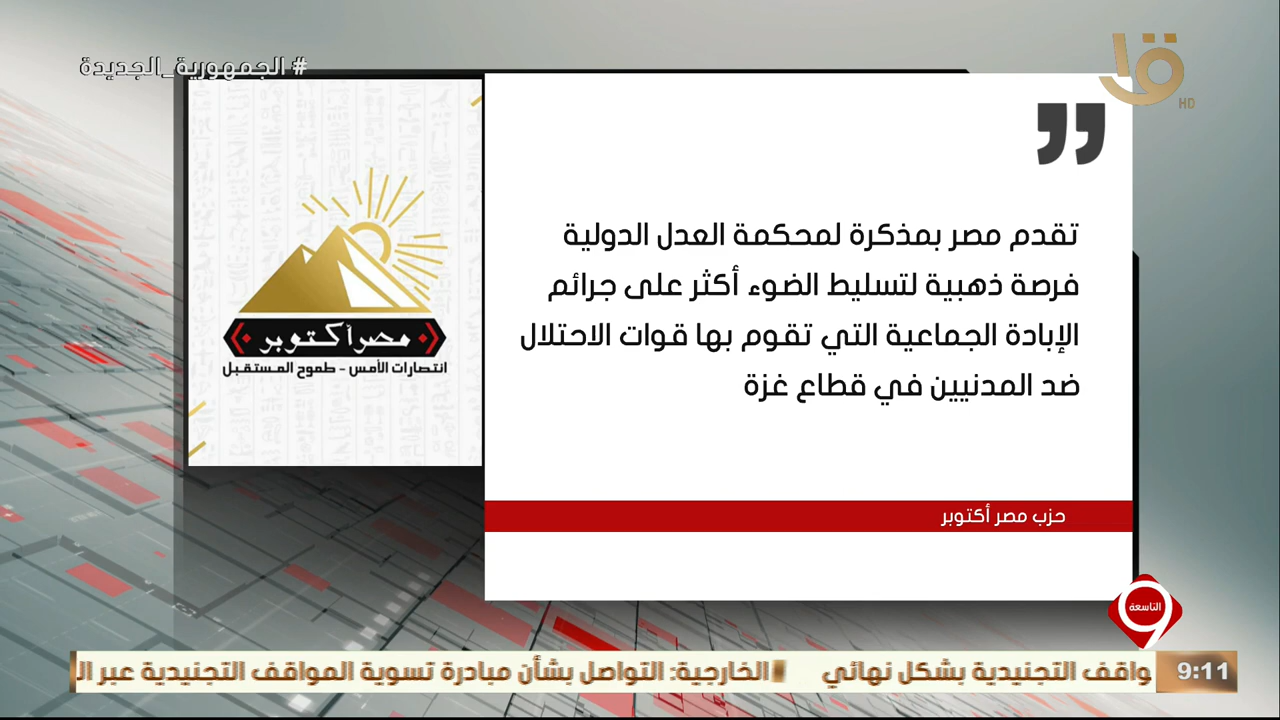 #الجمهورية_الجديدة
HD
تقدم مصر بمذكرة لمحكمة العدل الدولية
فرصة ذهبية لتسليط الضوء أكثر على جرائم
الإبادة الجماعية التي تقوم بها قوات الاحتلال
ضد المدنيين في قطاع غزة
مصر أكتوبر
انتصارات الأمس - طموح المستقبل
حزب مصر أكتوبر
التاسعة
9
9:11
واقف التجنيدية بشكل نهائي
الخارجية: التواصل بشأن مبادرة تسوية المواقف التجنيدية عبر ال